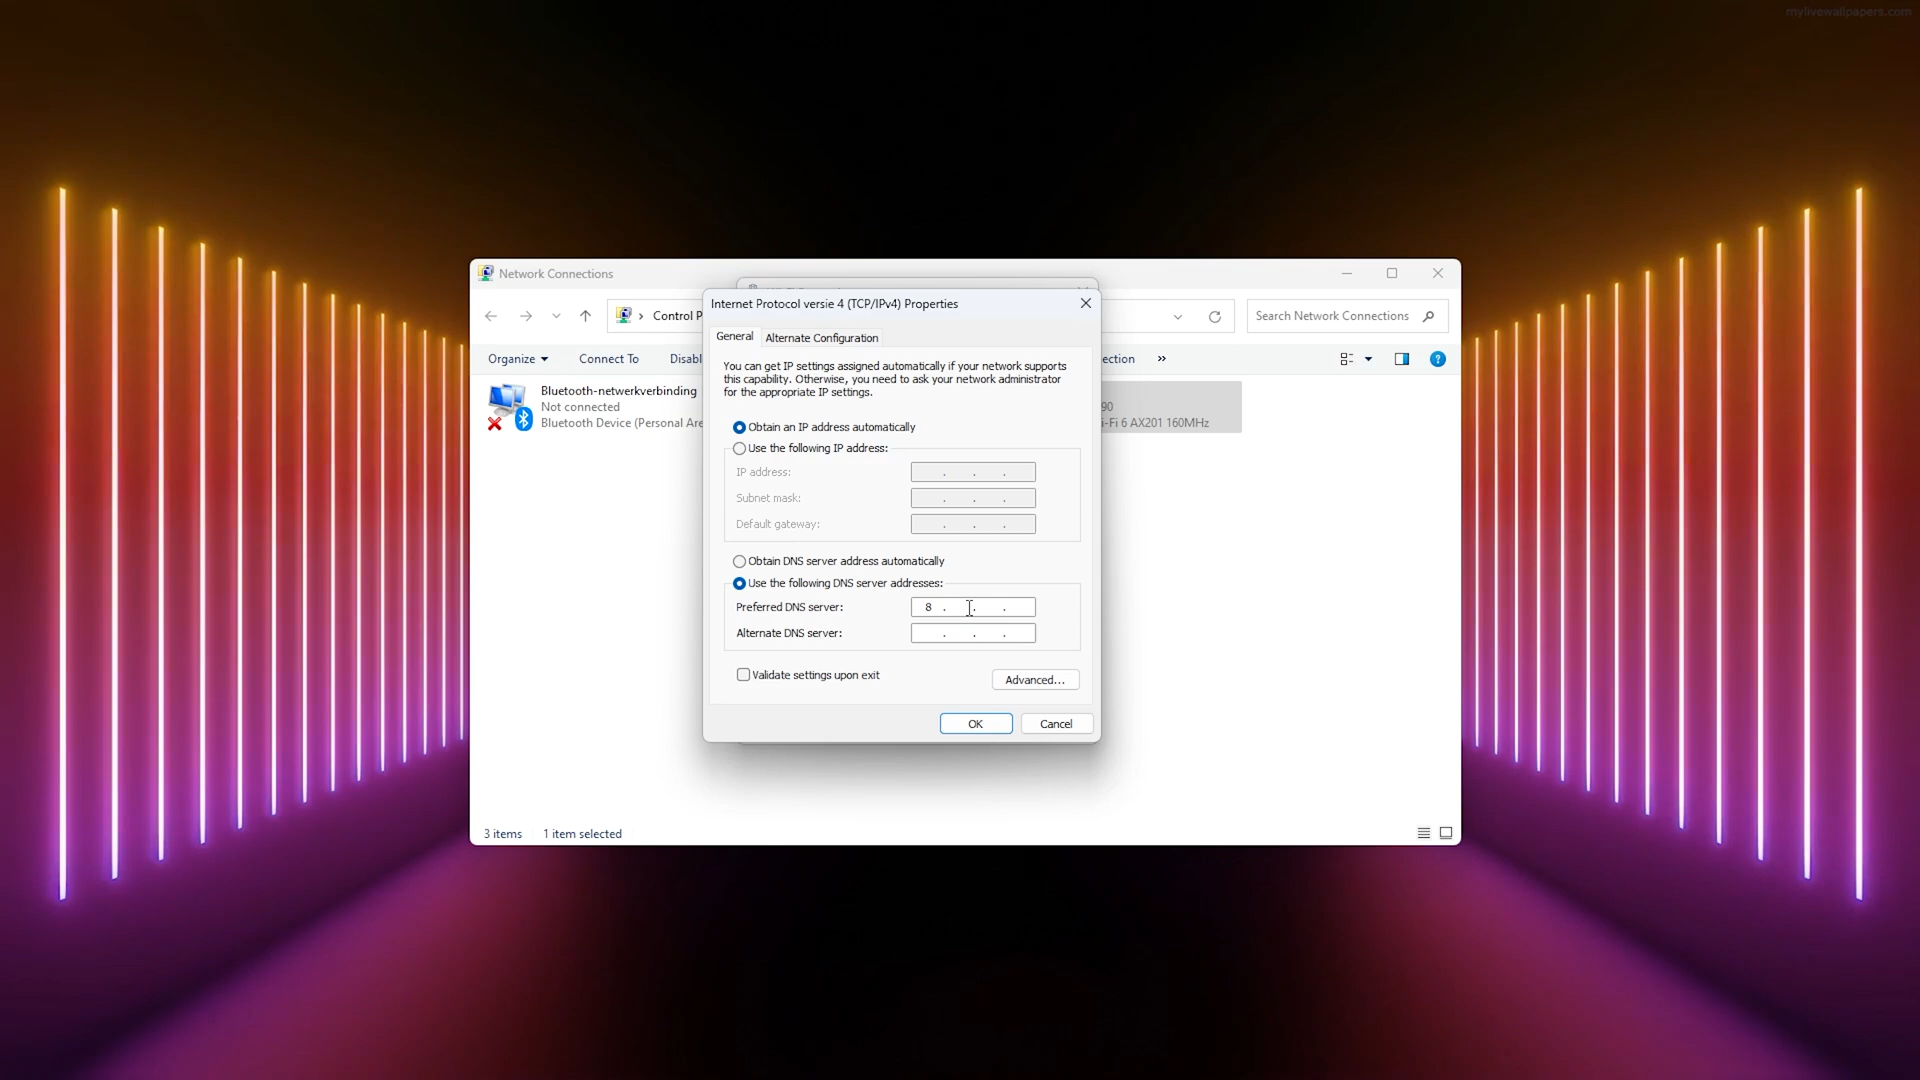 mylivewallpapers.com
Network Connections
Internet Protocol versie 4 (TCP/IPv4) Properties
Control P
Search Network Connections
General
Alternate Configuration
Organize
Connect To
Disabl
ection
»
You can get IP settings assigned automatically if your network supports
this capability. Otherwise, you need to ask your network administrator
for the appropriate IP settings.
Bluetooth-netwerkverbinding
Not connected
Bluetooth Device (Personal Are
90
i-Fi 6 AX201 160MHz
Obtain an IP address automatically
Use the following IP address:
IP address:
. . .
Subnet mask:
. . .
Default gateway:
. . .
Obtain DNS server address automatically
Use the following DNS server addresses:
Preferred DNS server:
8 . . .
Alternate DNS server:
. . .
Validate settings upon exit
Advanced...
OK
Cancel
3 items
1 item selected